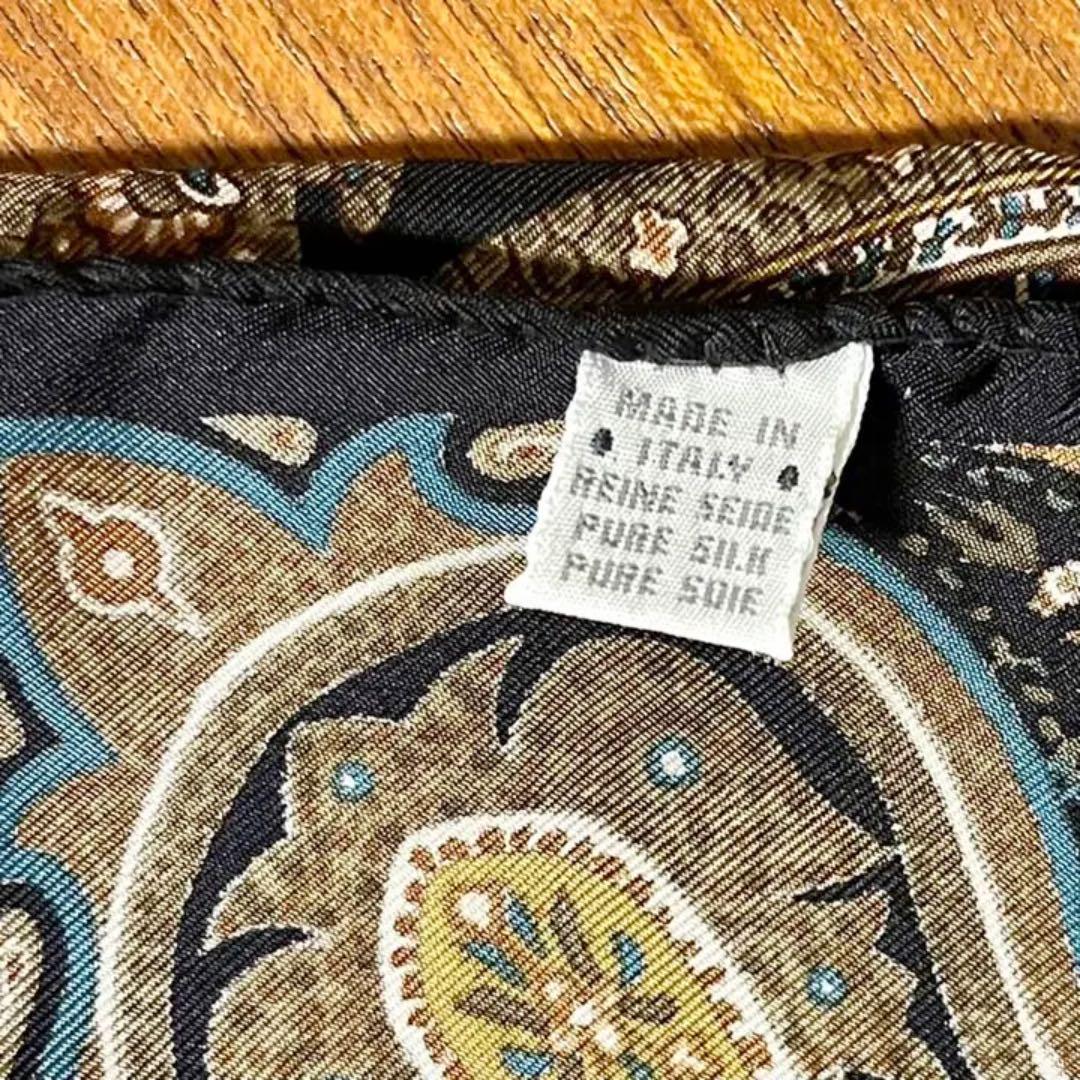 MADE IN
ITALY
REINE SEIDE
PURE SILK
PURE SOIE